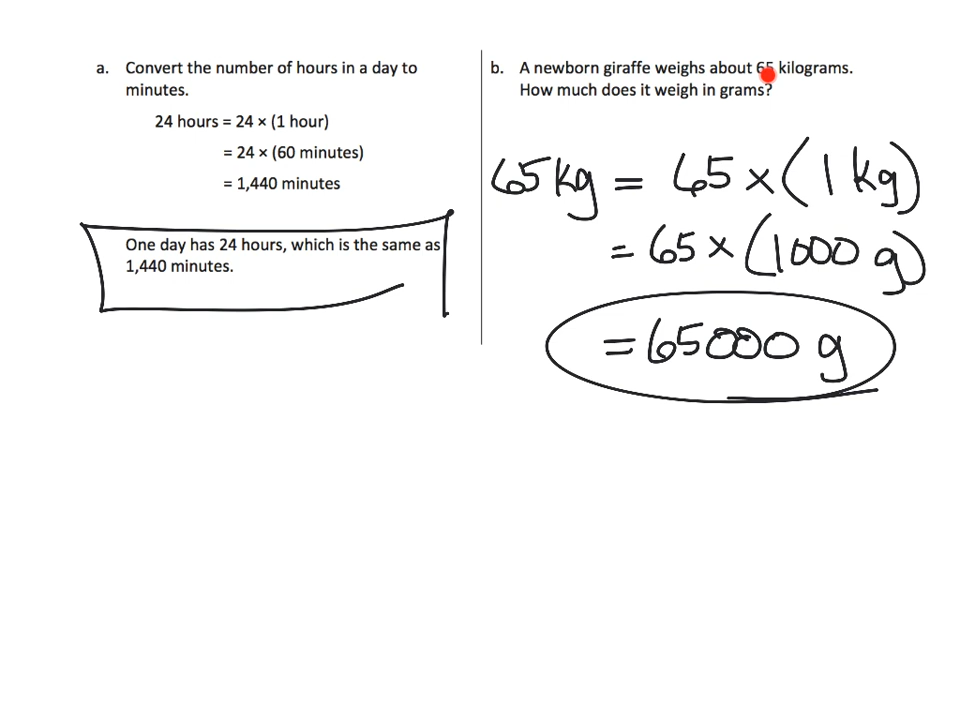 a. Convert the number of hours in a day to
minutes.
24 hours = 24 × (1 hour)
= 24 × (60 minutes)
= 1,440 minutes
One day has 24 hours, which is the same as
1,440 minutes.
b. A newborn giraffe weighs about 65 kilograms.
How much does it weigh in grams?
65 kg = 65 × (1 kg)
= 65 × (1000 g)
= 65000 g